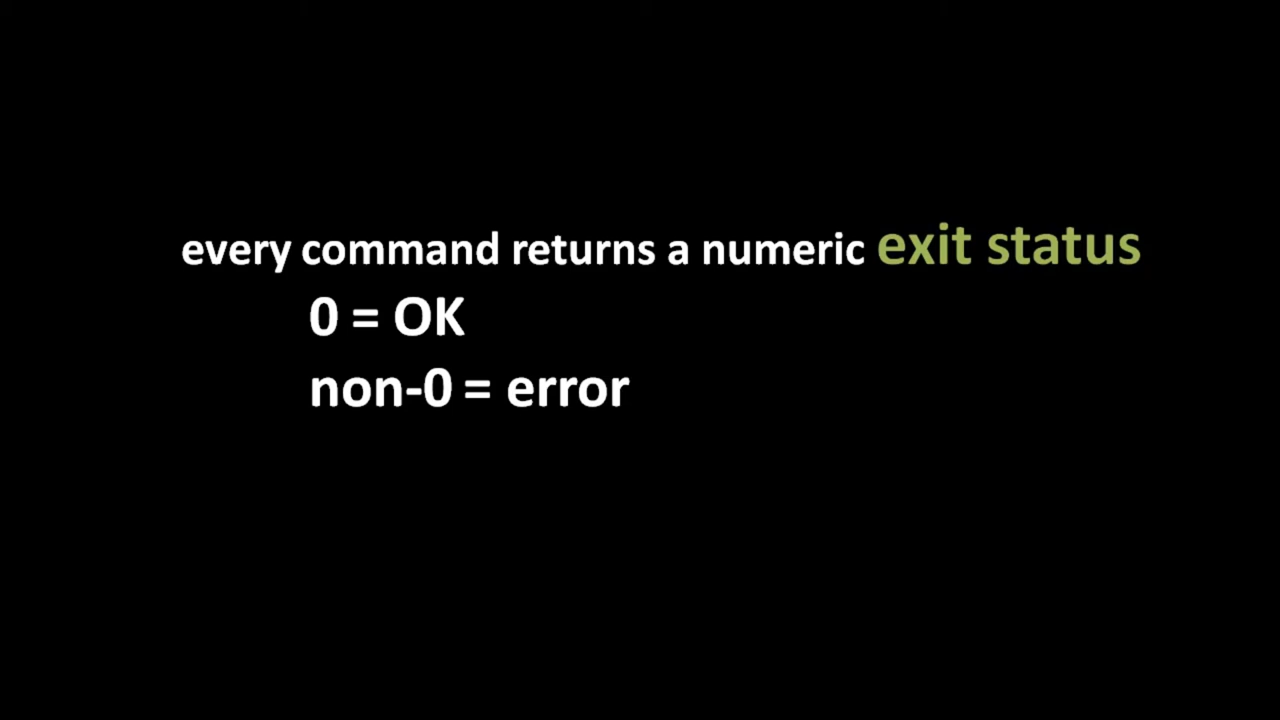 every command returns a numeric exit status
0 = OK
non-0 = error